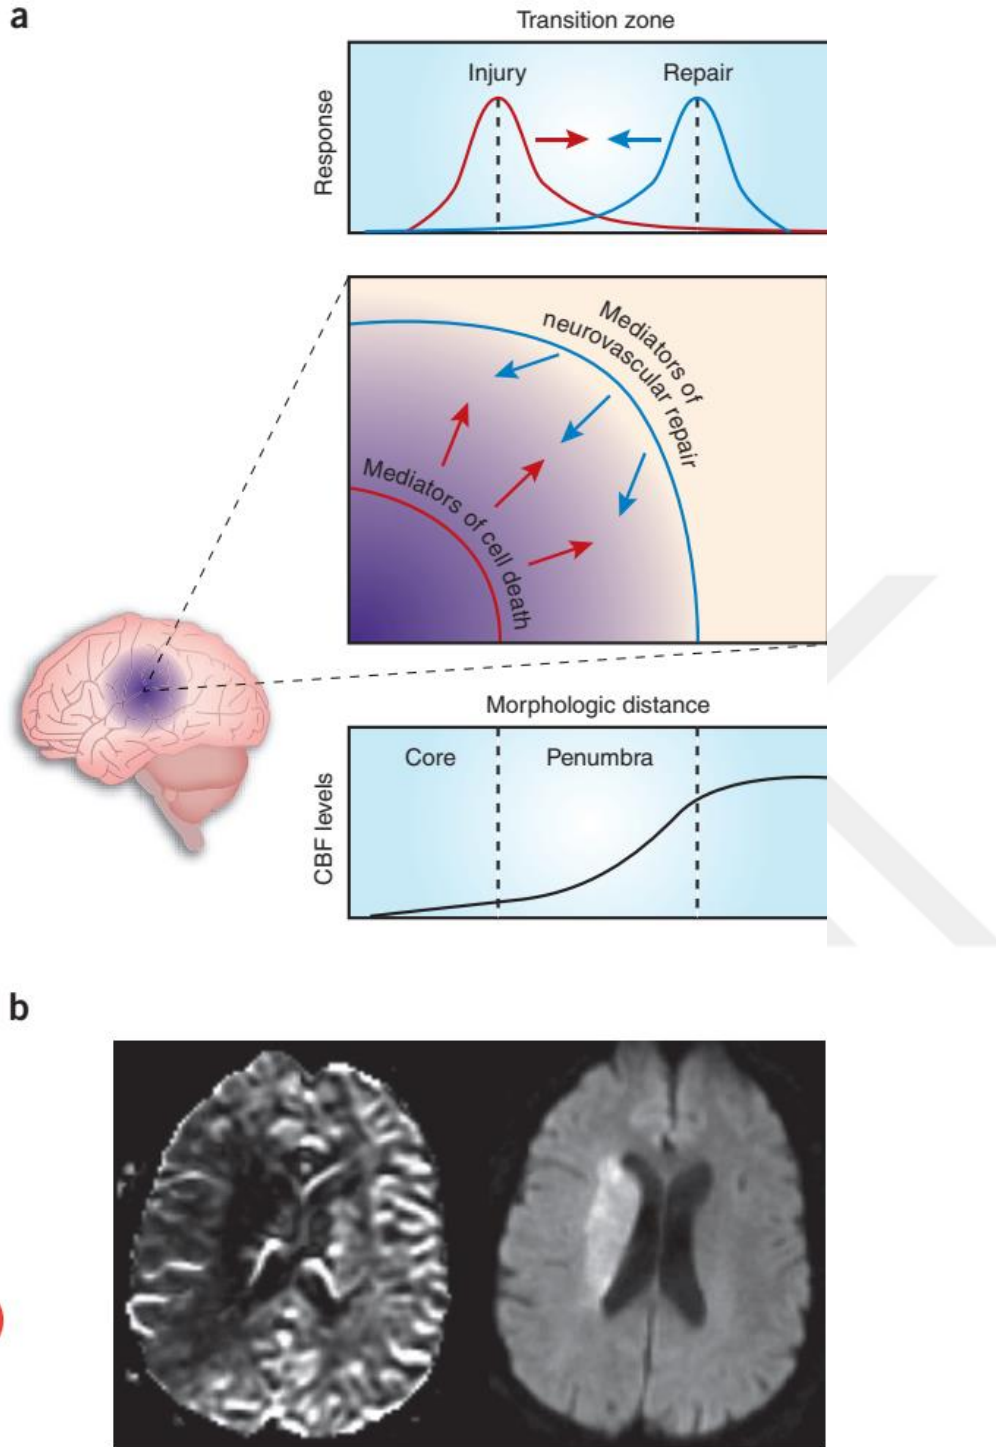 a
Transition zone
Injury
Repair
Response
Mediators of
neurovascular repair
Mediators of cell death
Morphologic distance
Core
Penumbra
CBF levels
b